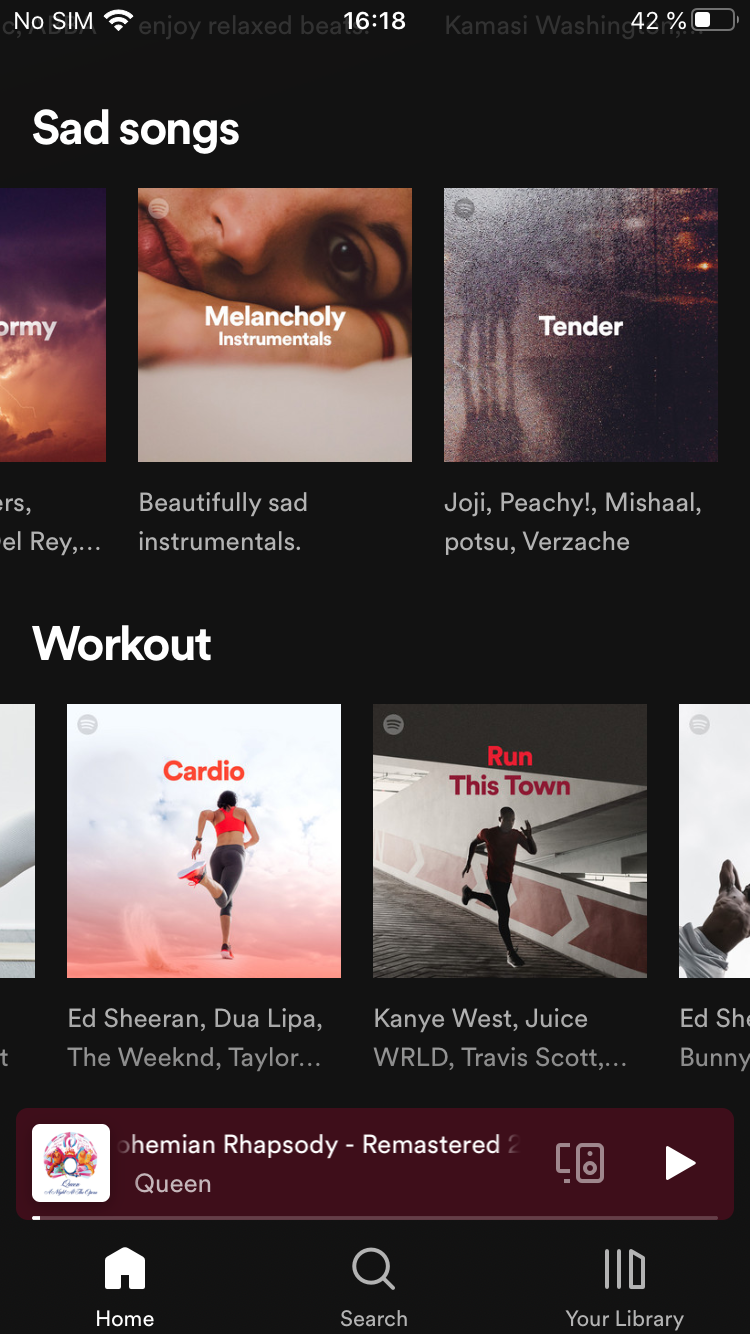 No SIM 16:18 42 %
c, ABBA enjoy relaxed beats. Kamasi Washington,...
Sad songs
ormy
Melancholy
Instrumentals
Tender
ers, Beautifully sad Joji, Peachy!, Mishaal,
Del Rey,... instrumentals. potsu, Verzache
Workout
Cardio
Run
This Town
Ed Sheeran, Dua Lipa, Kanye West, Juice Ed She
t The Weeknd, Taylor... WRLD, Travis Scott,... Bunny
ohemian Rhapsody - Remastered 2
Queen
Queen
A Night At The Opera
Home Search Your Library